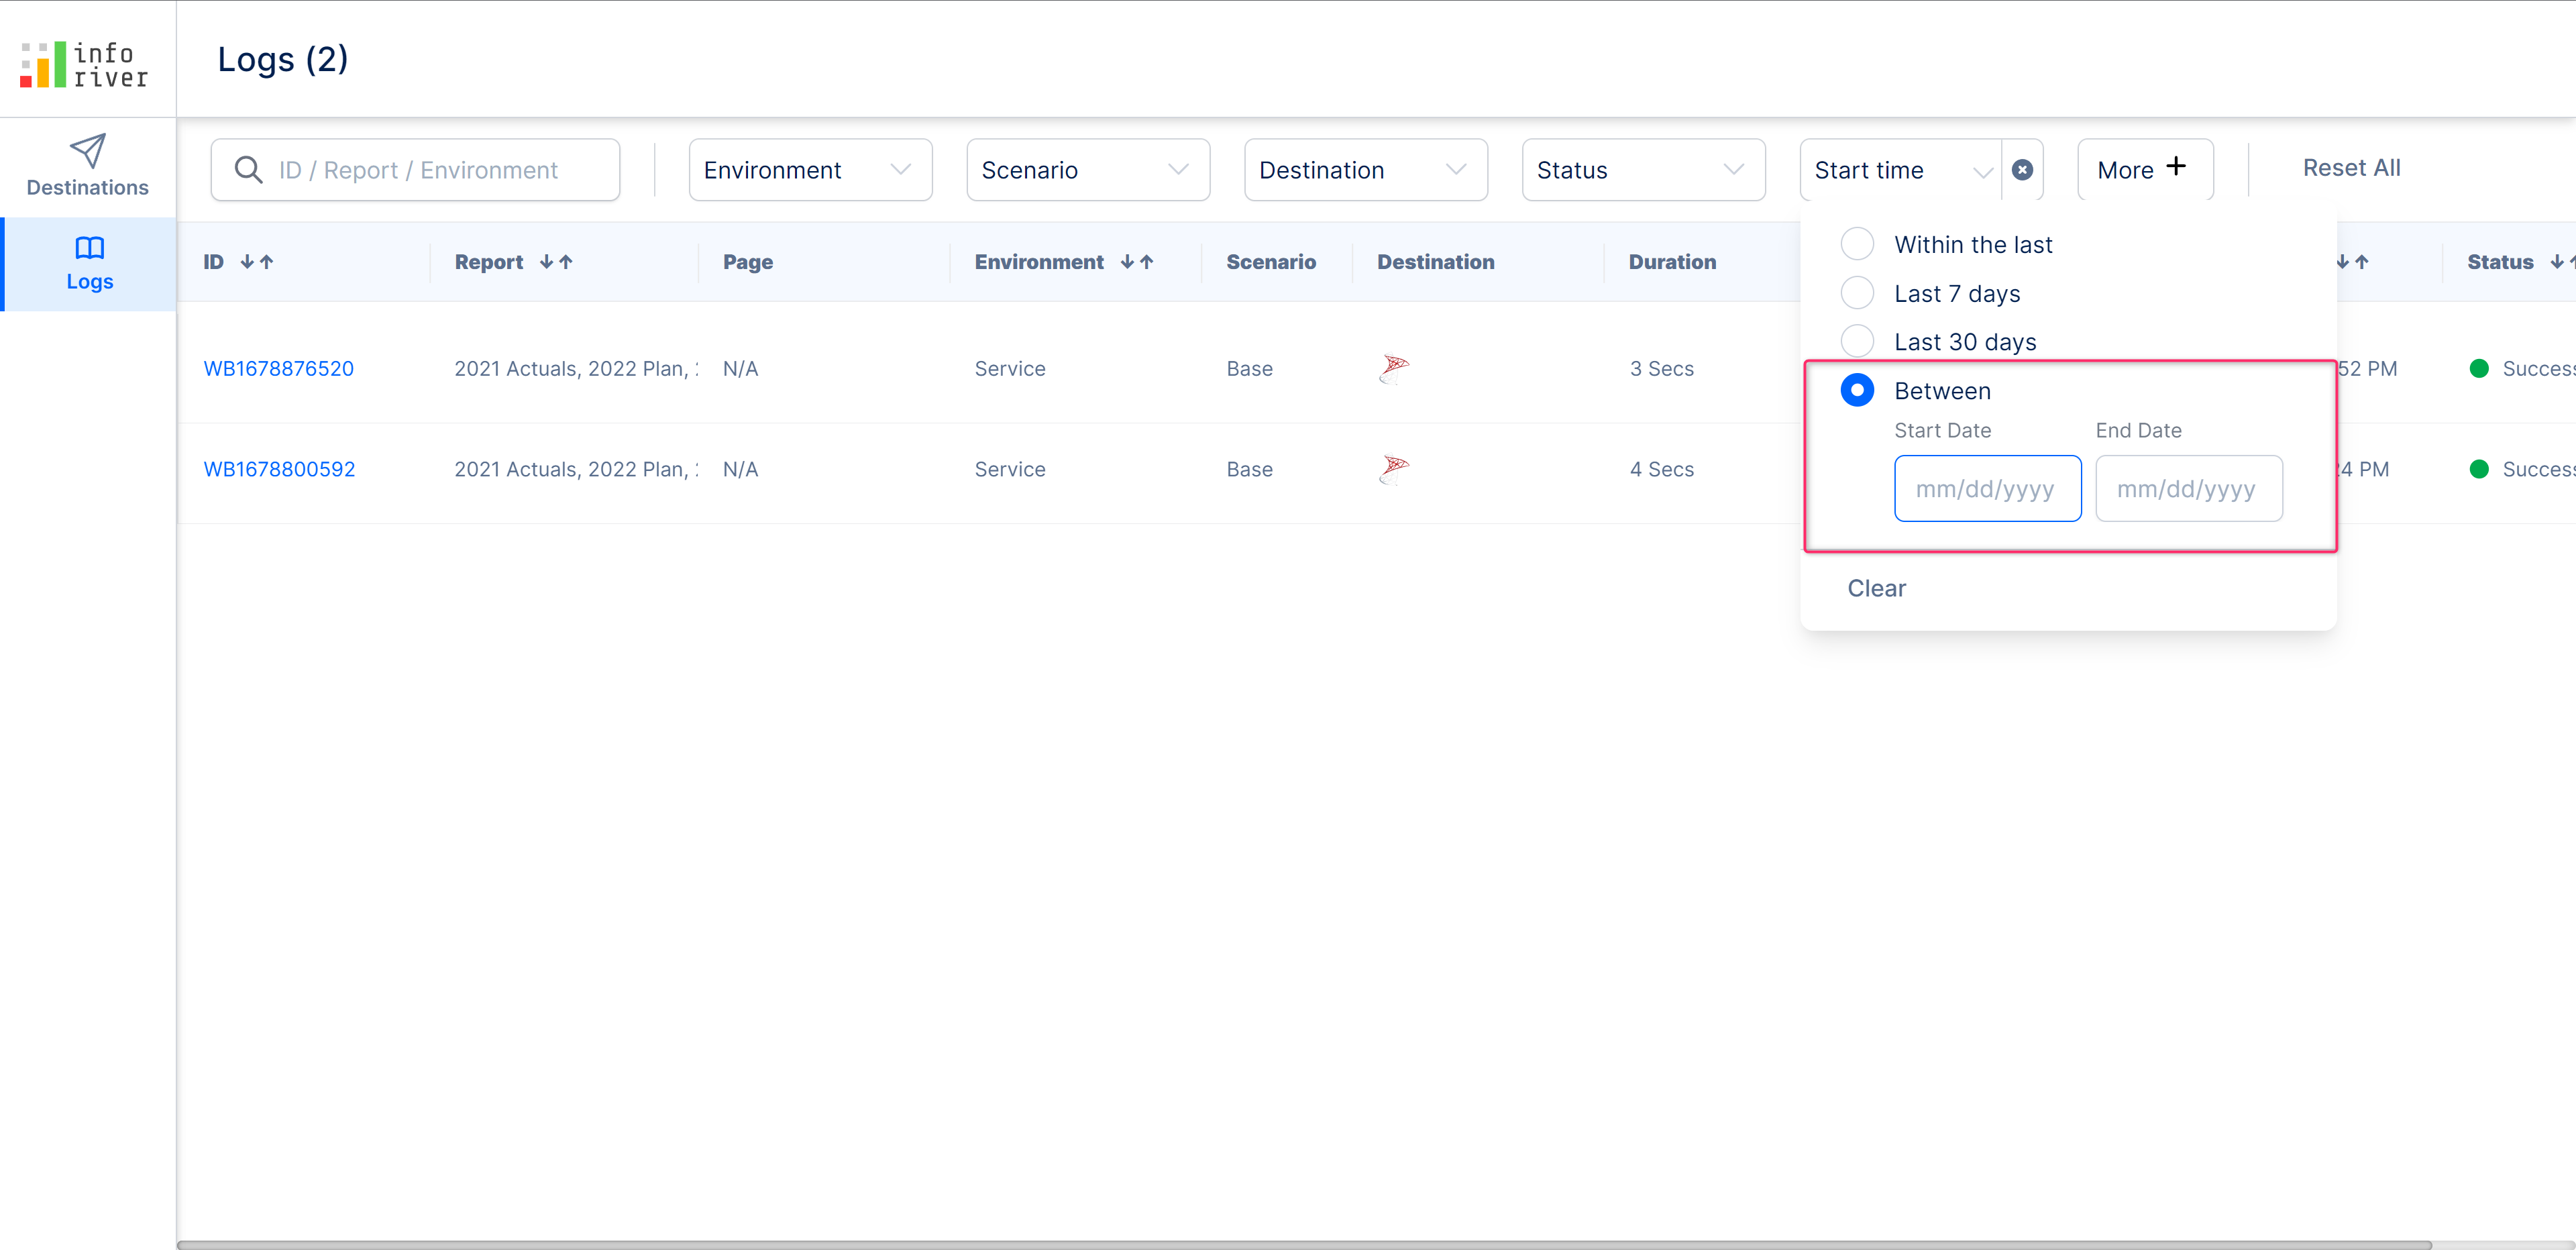 info
river
Logs (2)
Destinations
Logs
ID / Report / Environment
Environment
Scenario
Destination
Status
Start time
More +
Reset All
ID
Report
Page
Environment
Scenario
Destination
Duration
Status
WB1678876520
2021 Actuals, 2022 Plan,
N/A
Service
Base
3 Secs
52 PM
Success
WB1678800592
2021 Actuals, 2022 Plan,
N/A
Service
Base
4 Secs
24 PM
Success
Within the last
Last 7 days
Last 30 days
Between
Start Date
End Date
mm/dd/yyyy
mm/dd/yyyy
Clear